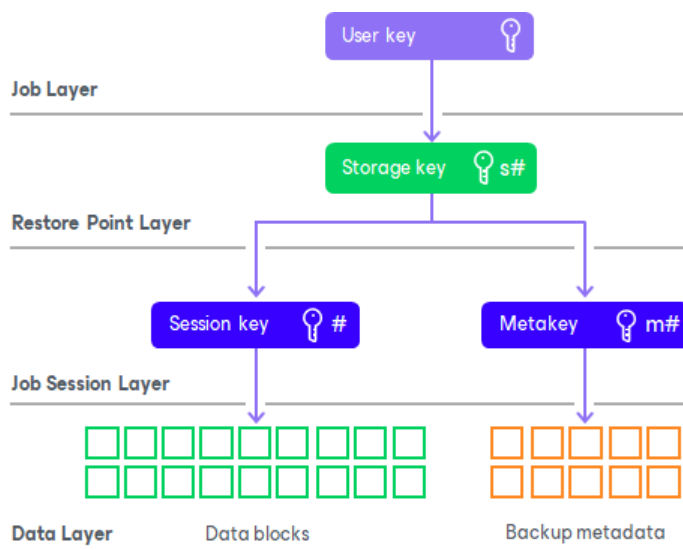 User key
Job Layer
Storage key s#
Restore Point Layer
Session key #
Metakey m#
Job Session Layer
Data Layer Data blocks Backup metadata